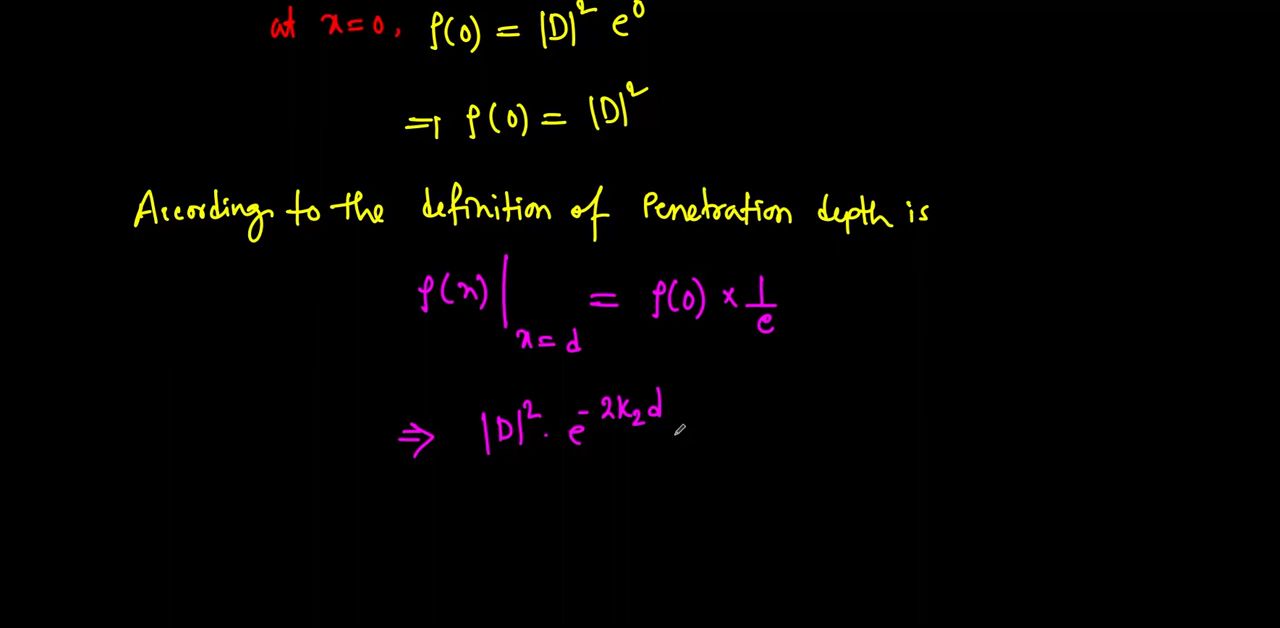 at x=0, ρ(0) = |D|² e⁰
⇒ ρ(0) = |D|²
According to the definition of Penetration depth is
ρ(x)|ₓ₌d = ρ(0) × 1/e
⇒ |D|² . e^-2k₂d